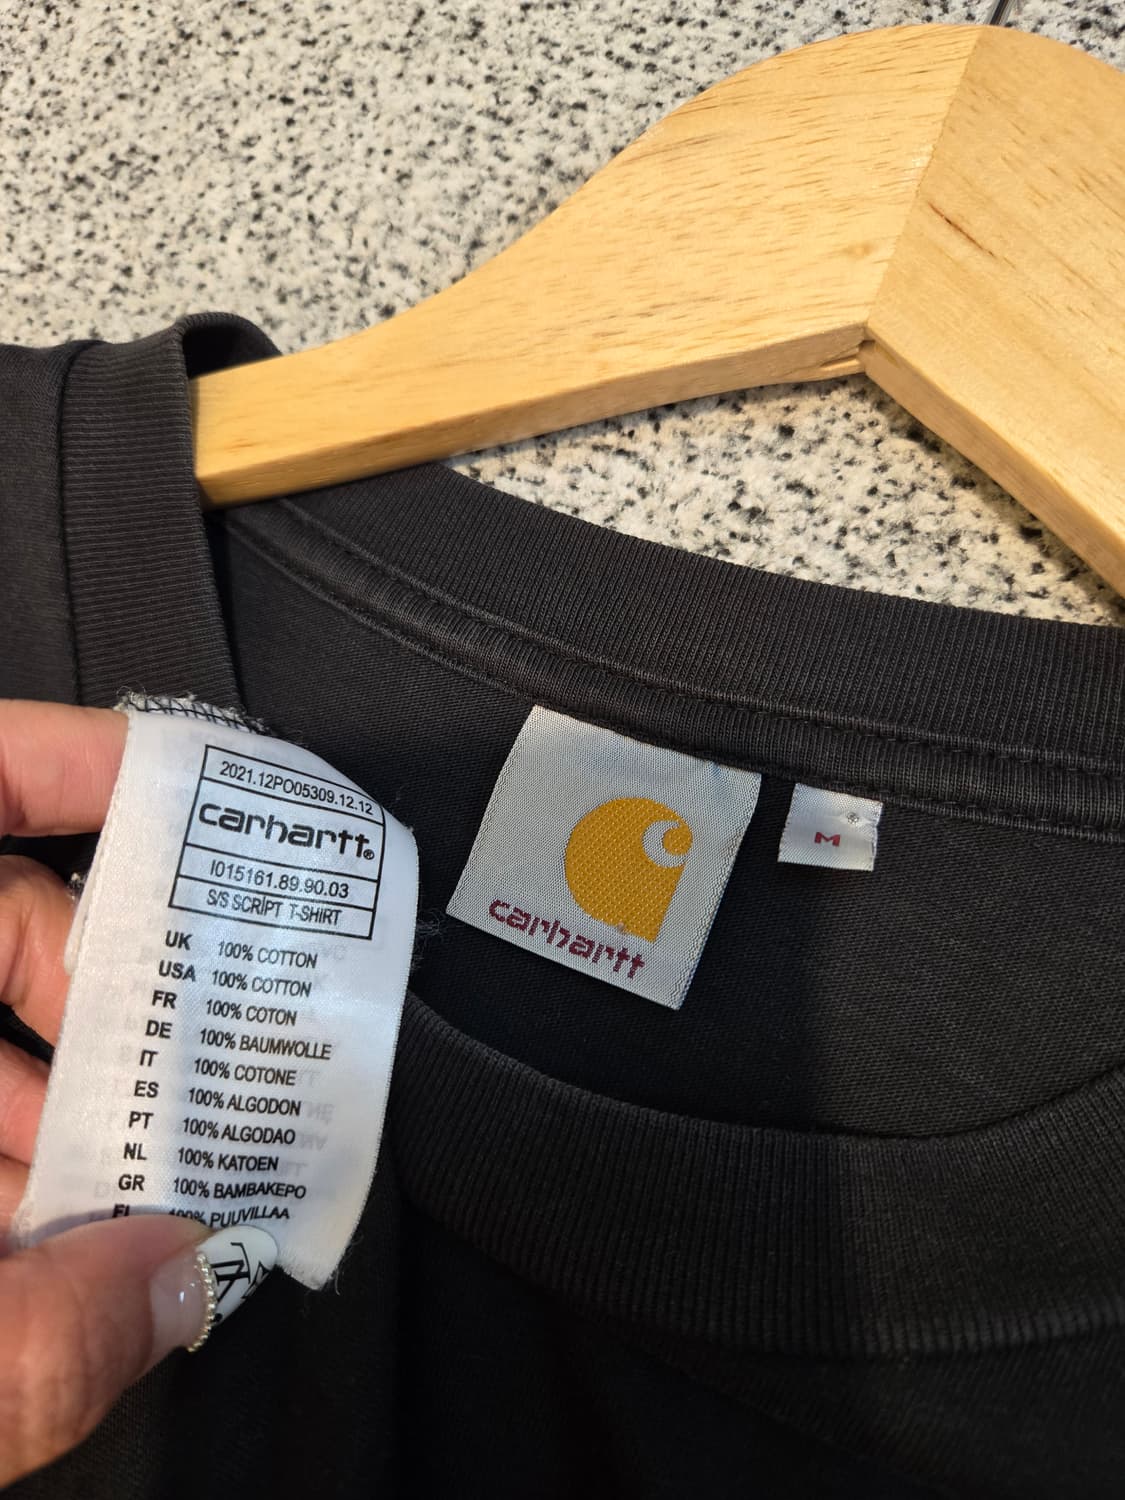 2021.12PO05309.12.12
carhartt®
I015161.89.90.03
S/S SCRIPT T-SHIRT
UK 100% COTTON
USA 100% COTTON
FR 100% COTON
DE 100% BAUMWOLLE
IT 100% COTONE
ES 100% ALGODON
PT 100% ALGODAO
NL 100% KATOEN
GR 100% BAMBAKEPO
FI 100% PUUVILLAA
carhartt
M